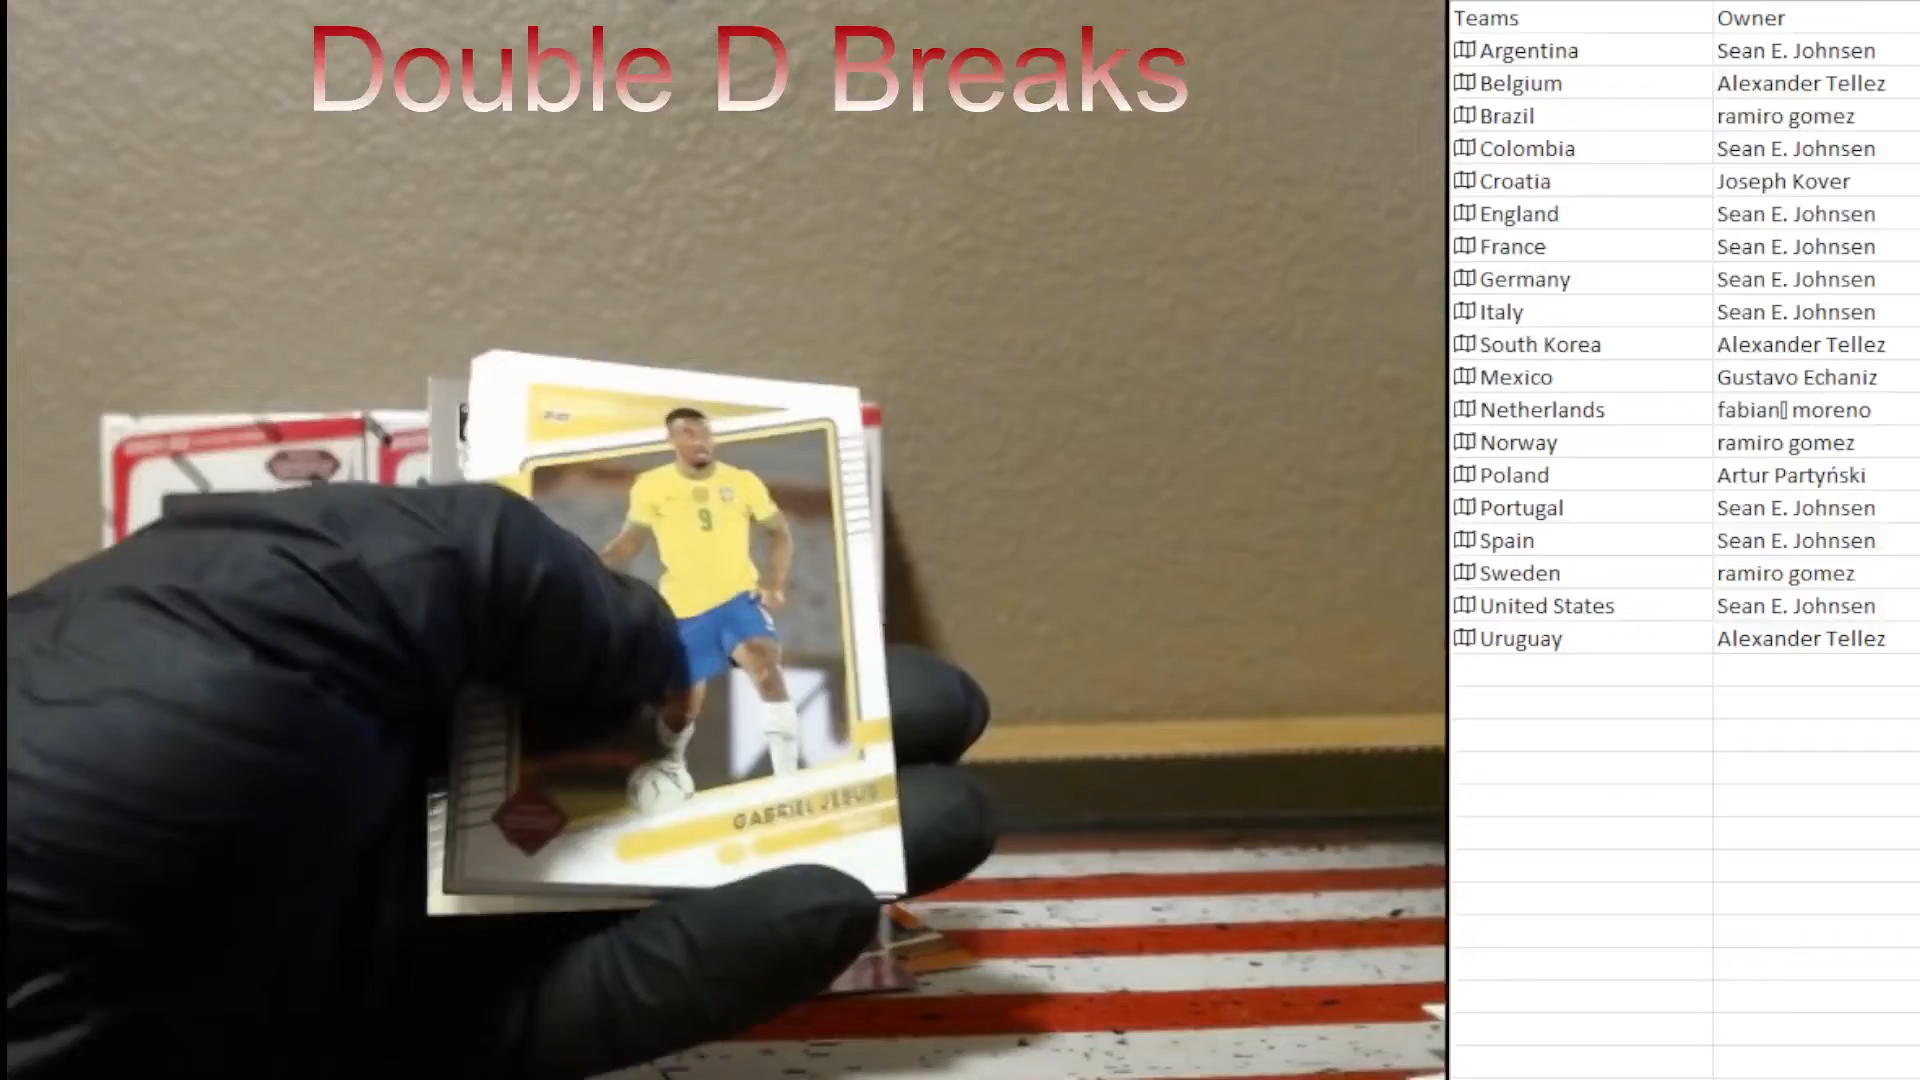 Double D Breaks
Teams Owner
Argentina Sean E. Johnsen
Belgium Alexander Tellez
Brazil ramiro gomez
Colombia Sean E. Johnsen
Croatia Joseph Kover
England Sean E. Johnsen
France Sean E. Johnsen
Germany Sean E. Johnsen
Italy Sean E. Johnsen
South Korea Alexander Tellez
Mexico Gustavo Echaniz
Netherlands fabian▯ moreno
Norway ramiro gomez
Poland Artur Partyński
Portugal Sean E. Johnsen
Spain Sean E. Johnsen
Sweden ramiro gomez
United States Sean E. Johnsen
Uruguay Alexander Tellez
9
GABRIEL JESUS